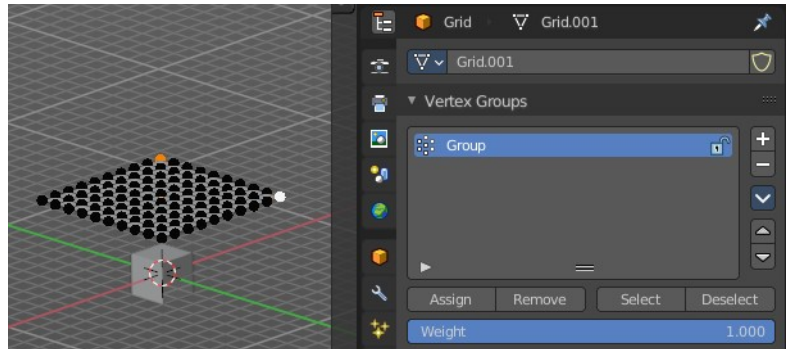 Grid Grid.001
Grid.001
Vertex Groups
Group
Assign Remove Select Deselect
Weight 1.000